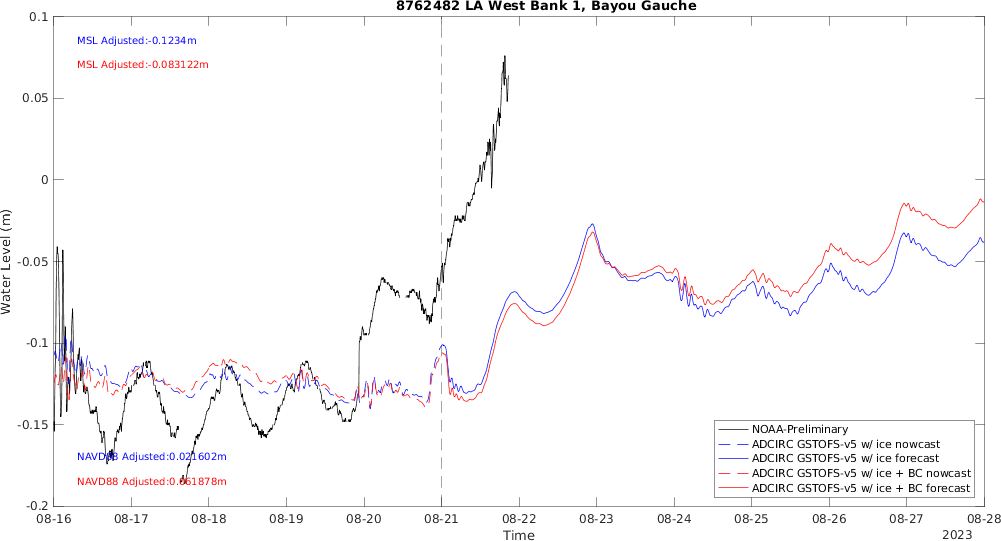 8762482 LA West Bank 1, Bayou Gauche
0.1
MSL Adjusted:-0.1234m
MSL Adjusted:-0.083122m
0.05
0
-0.05
-0.1
-0.15
-0.2
Water Level (m)
NAVD88 Adjusted:0.021602m
NAVD88 Adjusted:0.061878m
NOAA-Preliminary
ADCIRC GSTOFS-v5 w/ ice nowcast
ADCIRC GSTOFS-v5 w/ ice forecast
ADCIRC GSTOFS-v5 w/ ice + BC nowcast
ADCIRC GSTOFS-v5 w/ ice + BC forecast
08-16 08-17 08-18 08-19 08-20 08-21 08-22 08-23 08-24 08-25 08-26 08-27 08-28
Time
2023